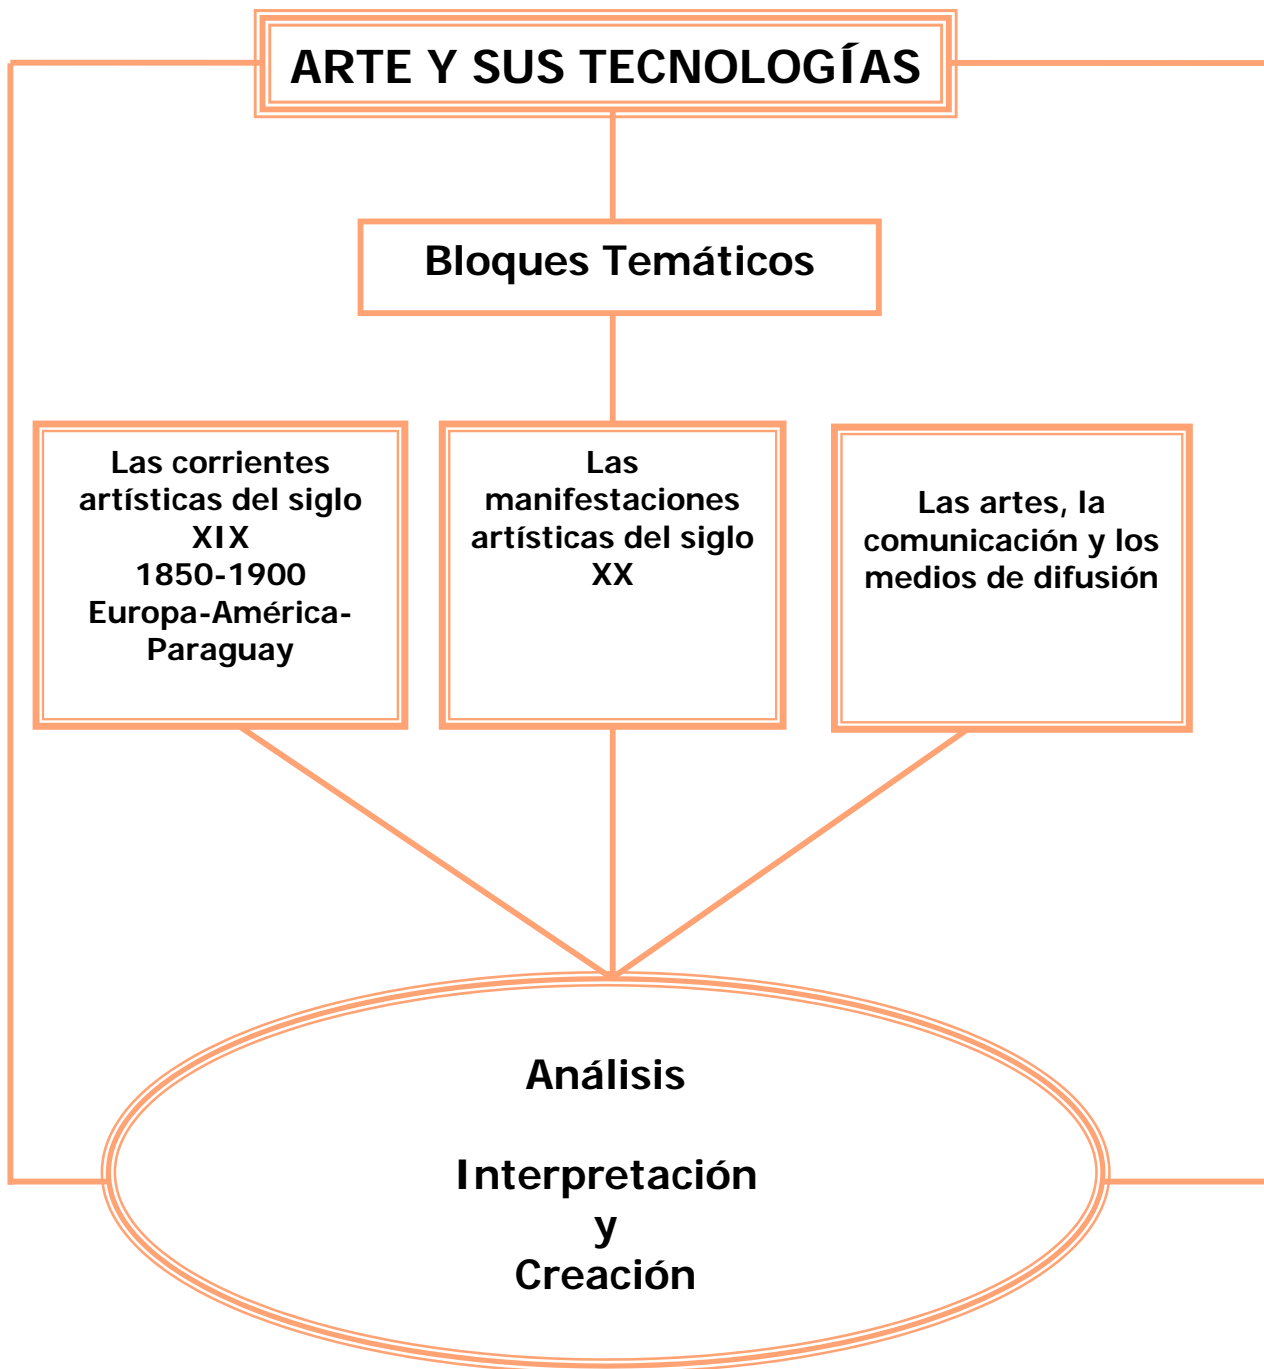 ARTE Y SUS TECNOLOGÍAS
Bloques Temáticos
Las corrientes
artísticas del siglo
XIX
1850-1900
Europa-América-
Paraguay
Las
manifestaciones
artísticas del siglo
XX
Las artes, la
comunicación y los
medios de difusión
Análisis
Interpretación
y
Creación